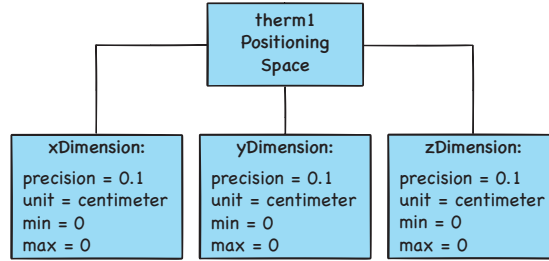 therm1
Positioning
Space
xDimension:
precision = 0.1
unit = centimeter
min = 0
max = 0
yDimension:
precision = 0.1
unit = centimeter
min = 0
max = 0
zDimension:
precision = 0.1
unit = centimeter
min = 0
max = 0